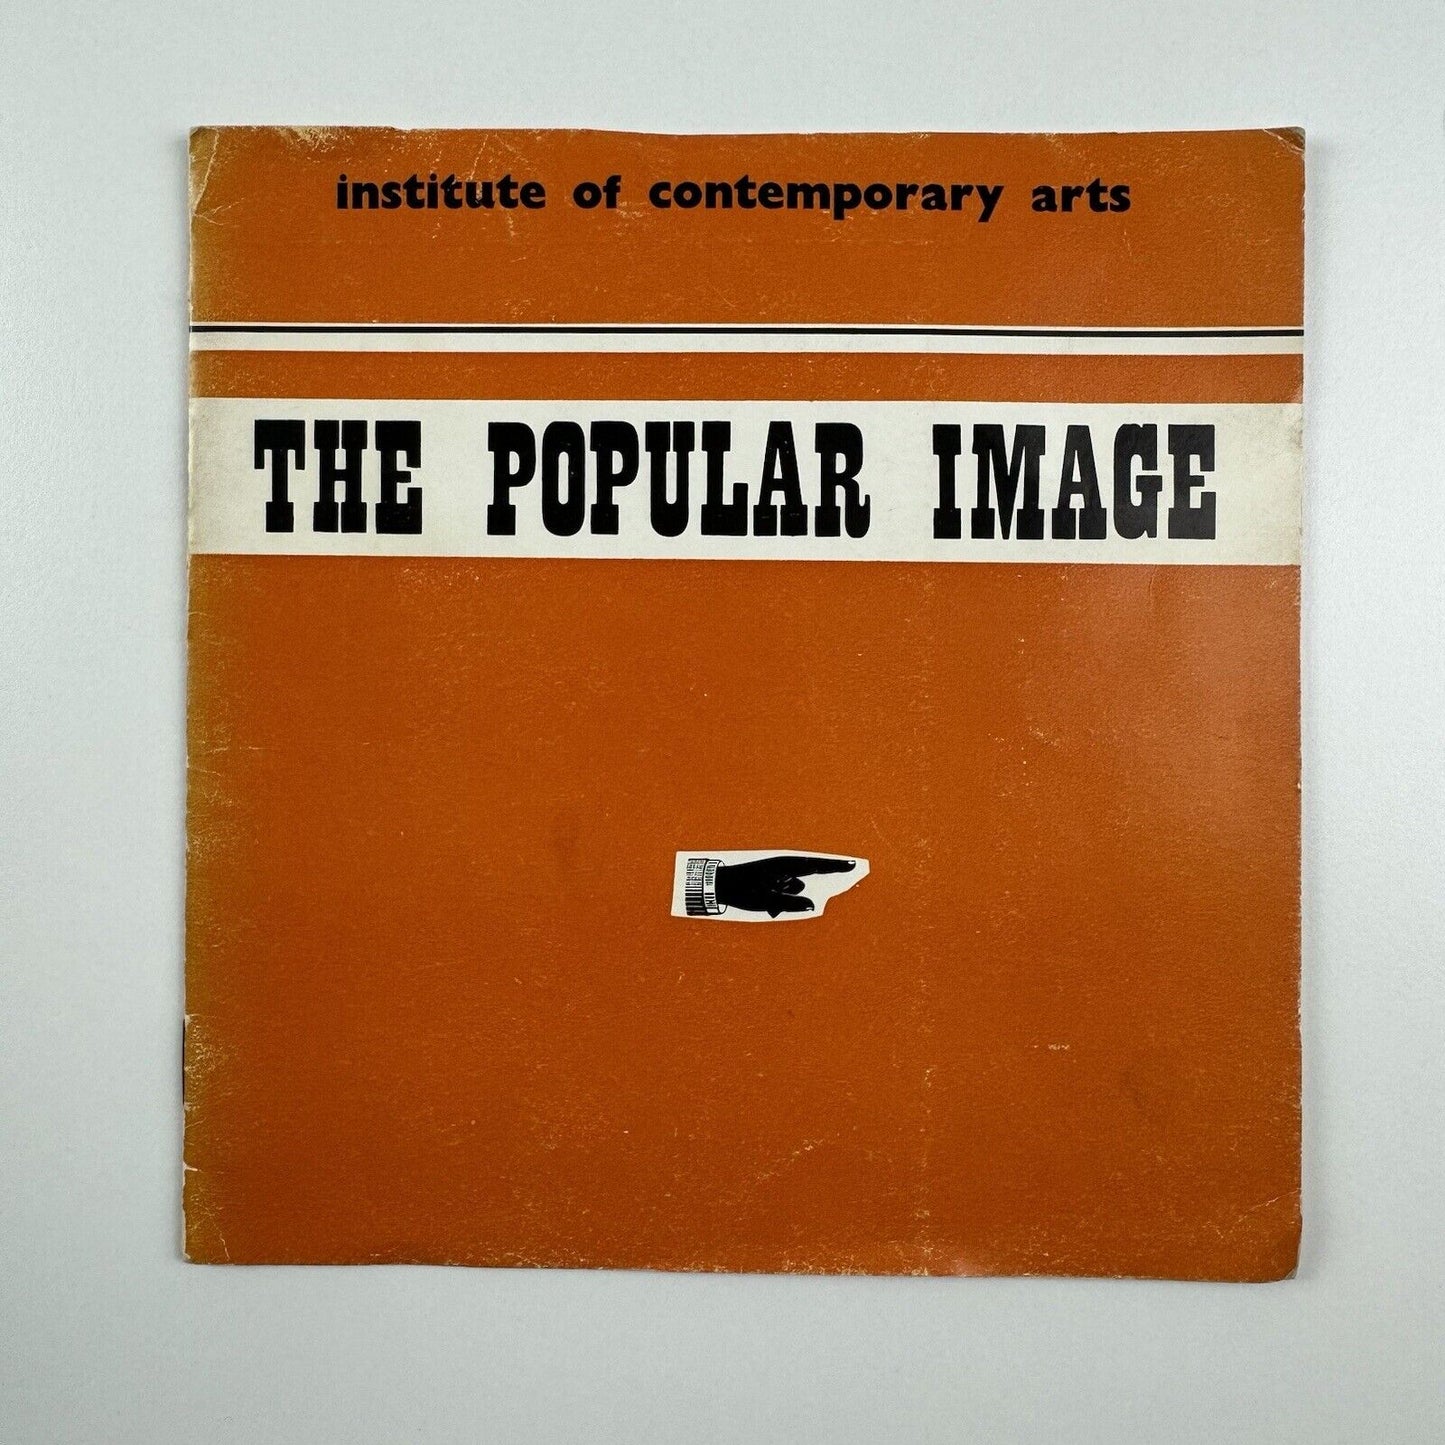 institute of contemporary arts
THE POPULAR IMAGE